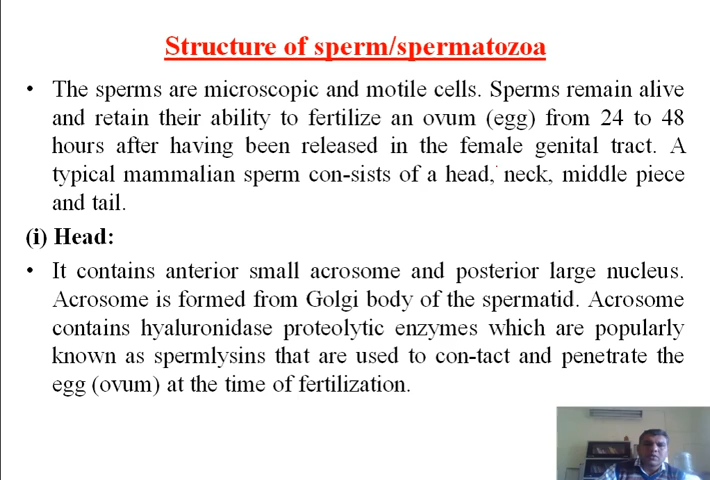 Structure of sperm/spermatozoa
• The sperms are microscopic and motile cells. Sperms remain alive
and retain their ability to fertilize an ovum (egg) from 24 to 48
hours after having been released in the female genital tract. A
typical mammalian sperm con-sists of a head, neck, middle piece
and tail.
(i) Head:
• It contains anterior small acrosome and posterior large nucleus.
Acrosome is formed from Golgi body of the spermatid. Acrosome
contains hyaluronidase proteolytic enzymes which are popularly
known as spermlysins that are used to con-tact and penetrate the
egg (ovum) at the time of fertilization.